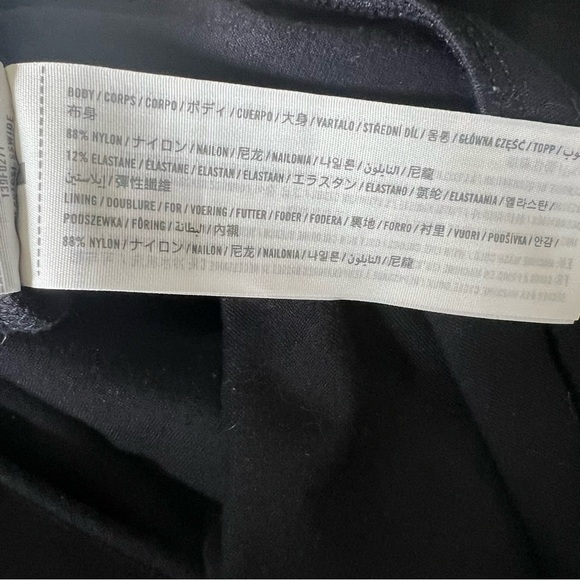 BODY / CORPS / CORPO / ボディ / CUERPO / 大身 / VARTALO / STŘEDNÍ DÍL / 몸통 / GŁÓWNA CZĘŚĆ / TOPP /
布身
88% NYLON / ナイロン / NAILON / 尼龙 / NAILONIA / 나일론 / النايلون / 尼龍
12% ELASTANE / ÉLASTANE / ELASTAN / ELASTAAN / エラスタン / ELASTANO / 氨纶 / ELASTAANIA / 엘라스탄 /
إيلاستين / 彈性纖維
LINING / DOUBLURE / FOR / VOERING / FUTTER / FODER / FODERA / 裏地 / FORRO / 衬里 / VUORI / PODŠÍVKA / 안감 /
PODSZEWKA / FÔRING / البطانة / 內襯
88% NYLON / ナイロン / NAILON / 尼龙 / NAILONIA / 나일론 / النايلون / 尼龍